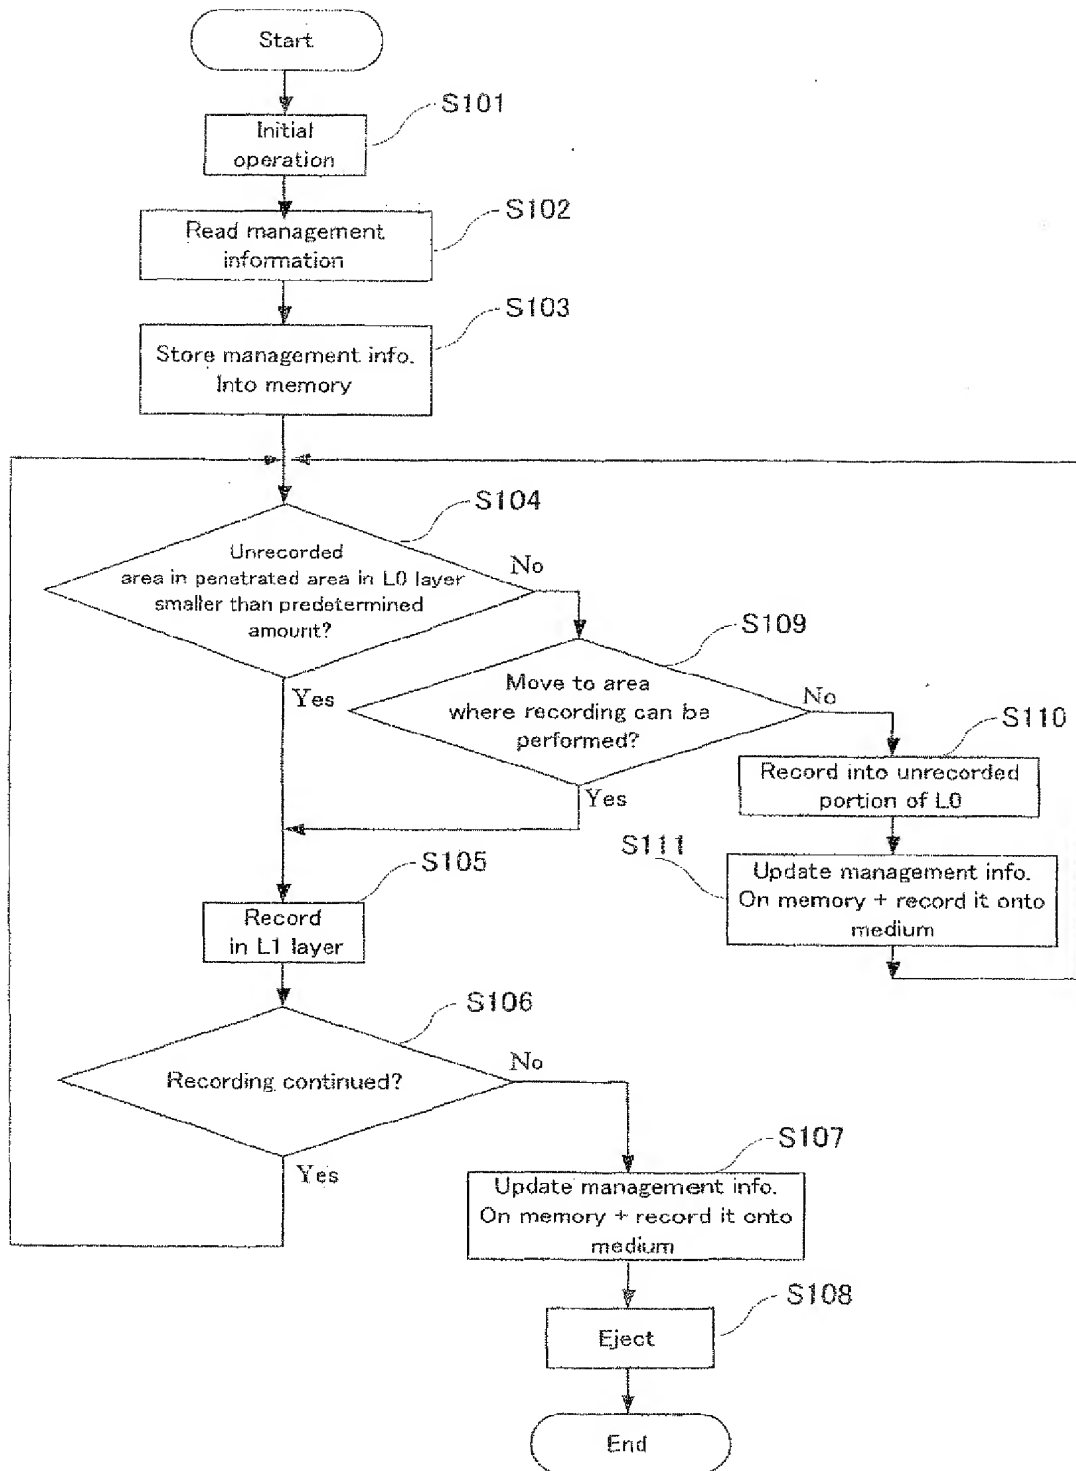 Start
S101
Initial
operation
S102
Read management
information
S103
Store management info.
Into memory
S104
Unrecorded
area in penetrated area in L0 layer
smaller than predetermined
amount?
No
Yes
S109
Move to area
where recording can be
performed?
No
Yes
S110
Record into unrecorded
portion of L0
S111
Update management info.
On memory + record it onto
medium
S105
Record
in L1 layer
S106
Recording continued?
No
Yes
S107
Update management info.
On memory + record it onto
medium
S108
Eject
End